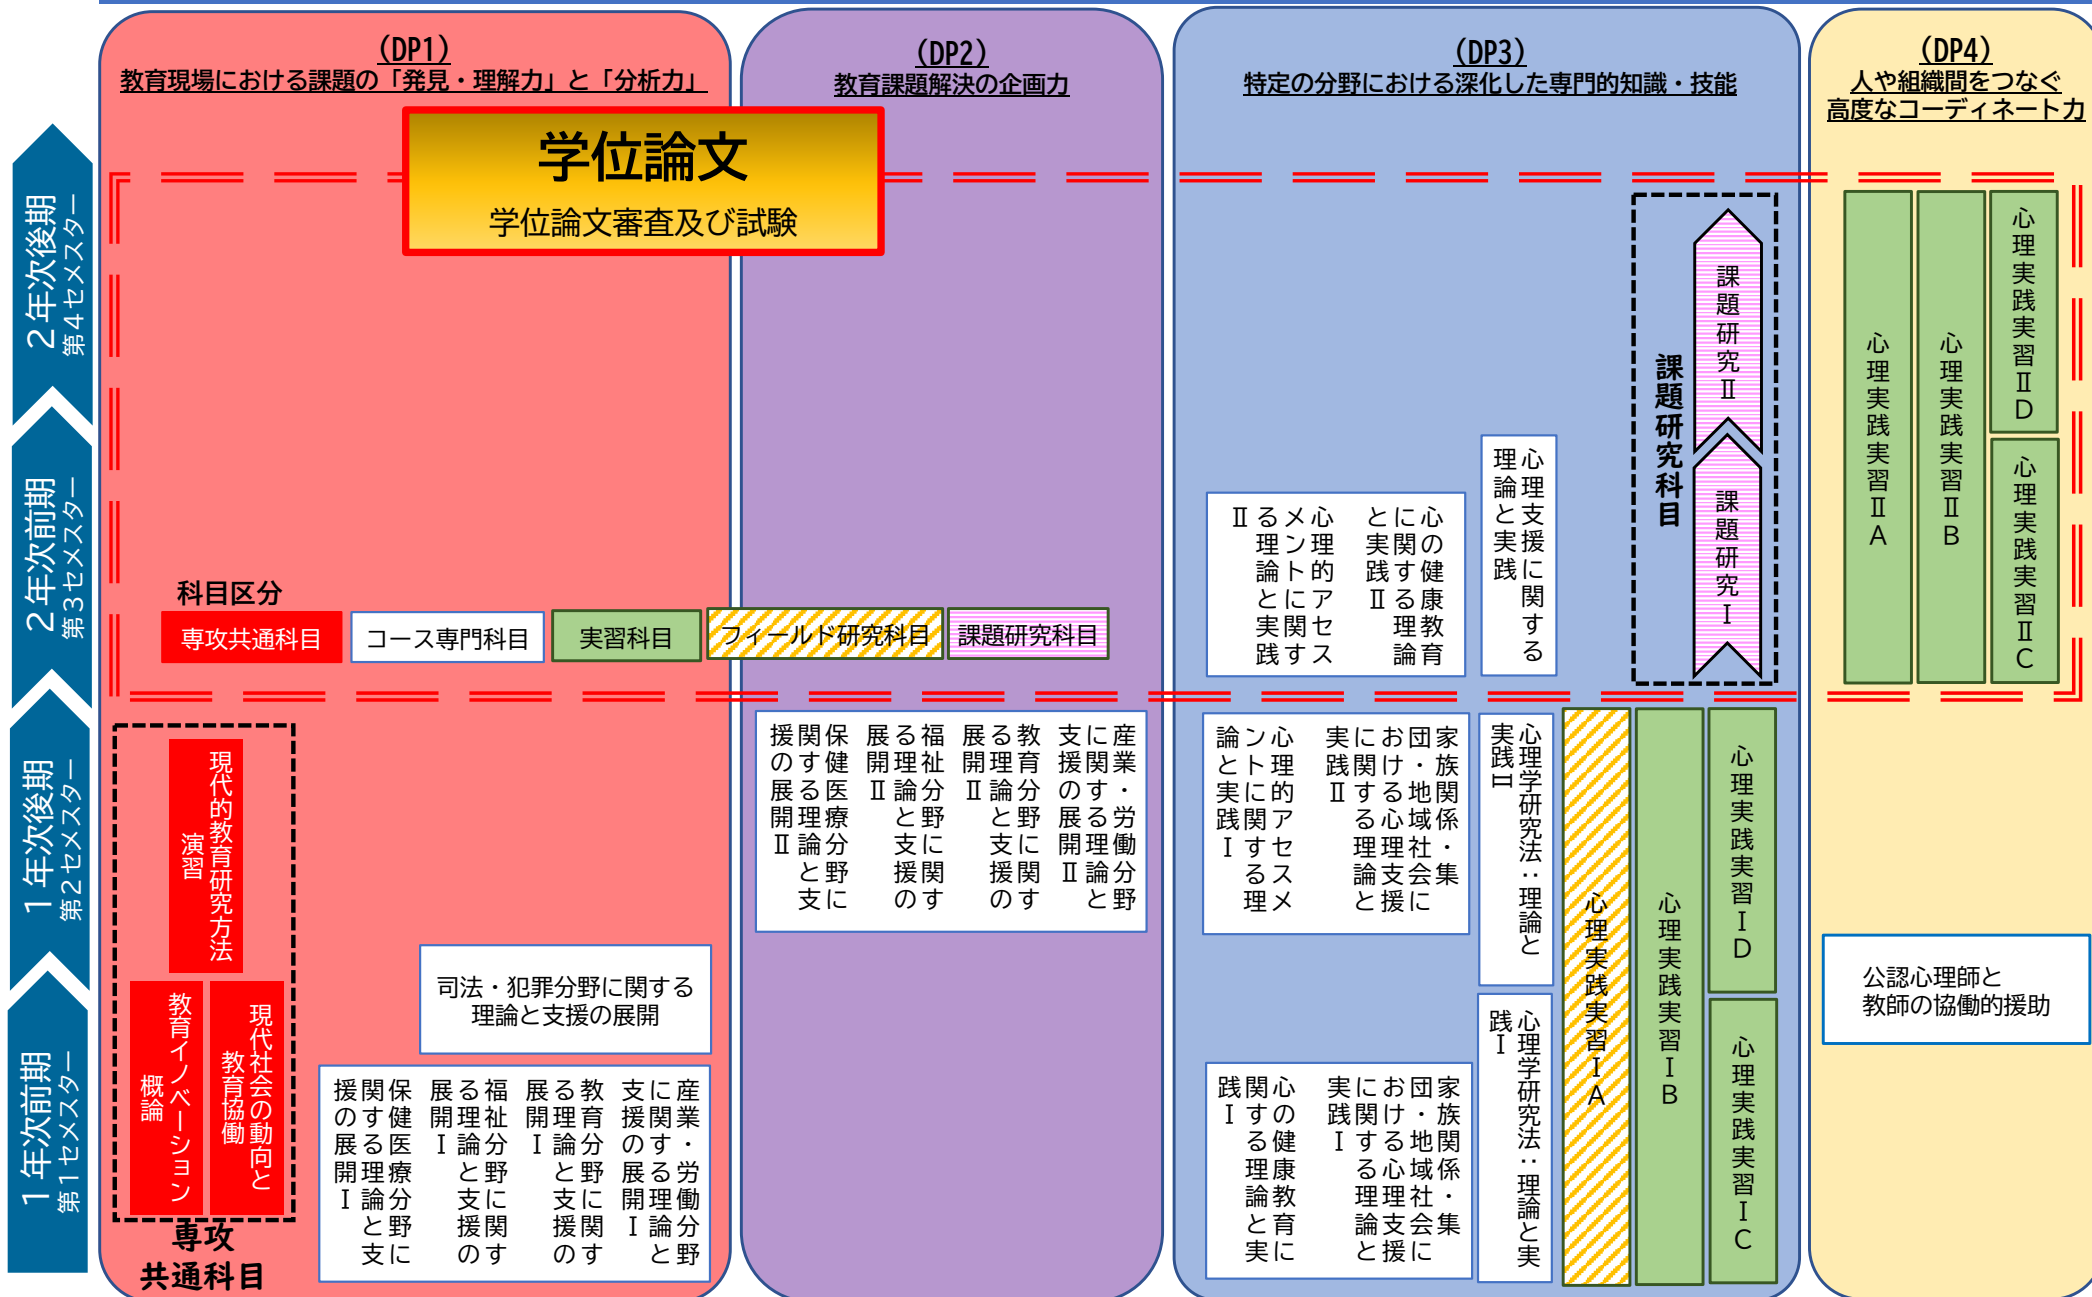 (DP1)
教育現場における課題の「発見・理解力」と「分析力」
(DP2)
教育課題解決の企画力
(DP3)
特定の分野における深化した専門的知識・技能
(DP4)
人や組織間をつなぐ
高度なコーディネート力
学位論文
学位論文審査及び試験
２年次後期
第４セメスター
２年次前期
第３セメスター
１年次後期
第２セメスター
１年次前期
第１セメスター
科目区分
専攻共通科目
コース専門科目
実習科目
フィールド研究科目
課題研究科目
現代的教育研究方法
演習
教育イノベーション
概論
現代社会の動向と
教育協働
専攻
共通科目
司法・犯罪分野に関する
理論と支援の展開
産業・労働分野
に関する理論と
支援の展開Ⅰ
教育分野に関す
る理論と支援の
展開Ⅰ
福祉分野に関す
る理論と支援の
展開Ⅰ
保健医療分野に
関する理論と支
援の展開Ⅰ
産業・労働分野
に関する理論と
支援の展開Ⅱ
教育分野に関す
る理論と支援の
展開Ⅱ
福祉分野に関す
る理論と支援の
展開Ⅱ
保健医療分野に
関する理論と支
援の展開Ⅱ
心の健康教育
に関する理論
と実践Ⅱ
心理的アセス
メントに関す
る理論と実践
Ⅱ
心理支援に関する
理論と実践
課題研究科目
課題研究Ⅱ
課題研究Ⅰ
家族関係・集
団・地域社会に
おける心理支援
に関する理論と
実践Ⅱ
心理的アセスメ
ントに関する理
論と実践Ⅰ
心理学研究法：理論と
実践Ⅱ
家族関係・集
団・地域社会に
おける心理支援
に関する理論と
実践Ⅰ
心の健康教育に
関する理論と実
践Ⅰ
心理学研究法：理論と実
践Ⅰ
心理実践実習ⅠA
心理実践実習ⅠB
心理実践実習ⅠD
心理実践実習ⅠC
心理実践実習ⅡA
心理実践実習ⅡB
心理実践実習ⅡD
心理実践実習ⅡC
公認心理師と
教師の協働的援助